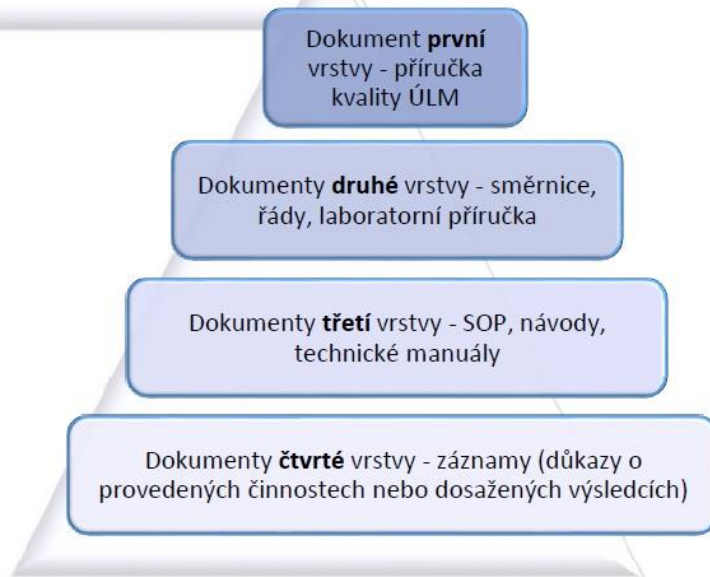 Dokument první
vrstvy - příručka
kvality ÚLM
Dokumenty druhé vrstvy - směrnice,
řády, laboratorní příručka
Dokumenty třetí vrstvy - SOP, návody,
technické manuály
Dokumenty čtvrté vrstvy - záznamy (důkazy o
provedených činnostech nebo dosažených výsledcích)